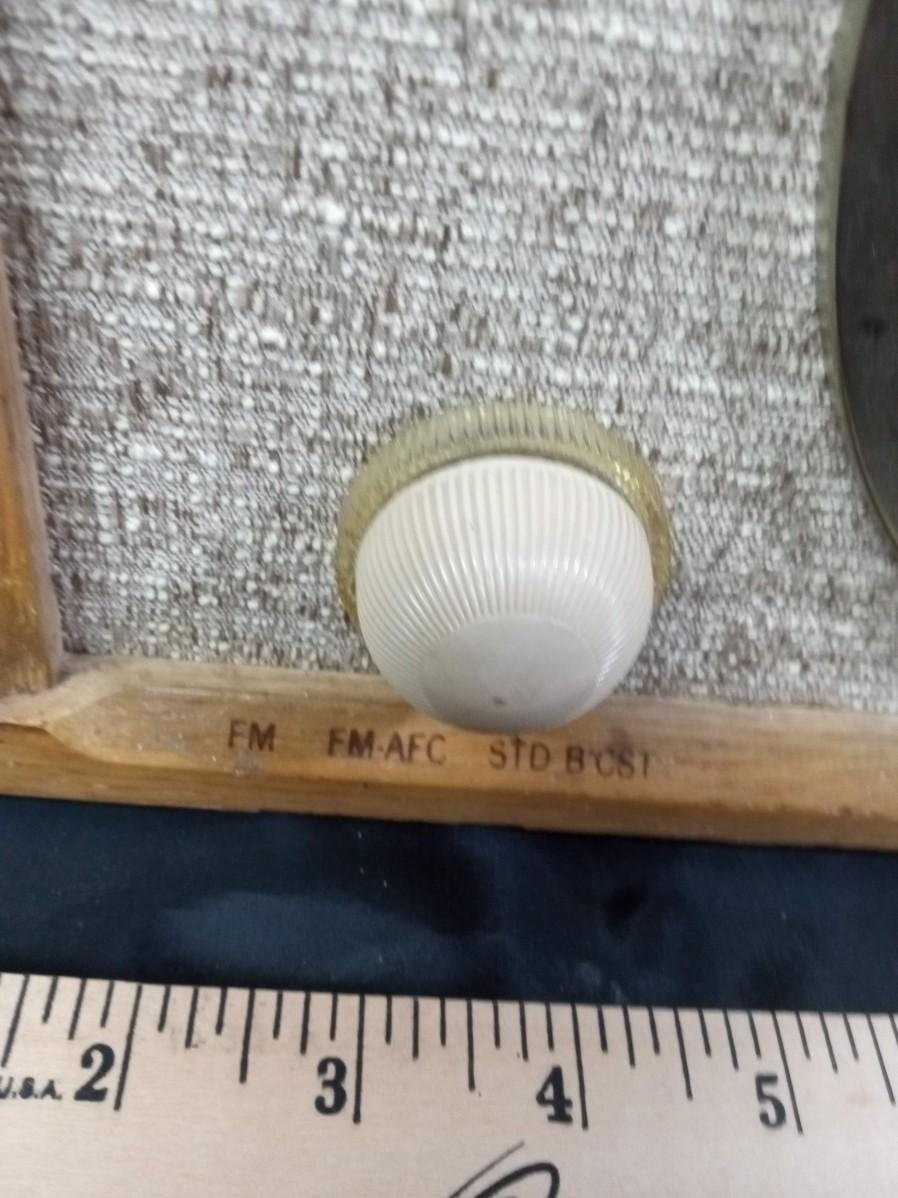 FM FM-AFC STD B'CST
U.S.A. 2 3 4 5